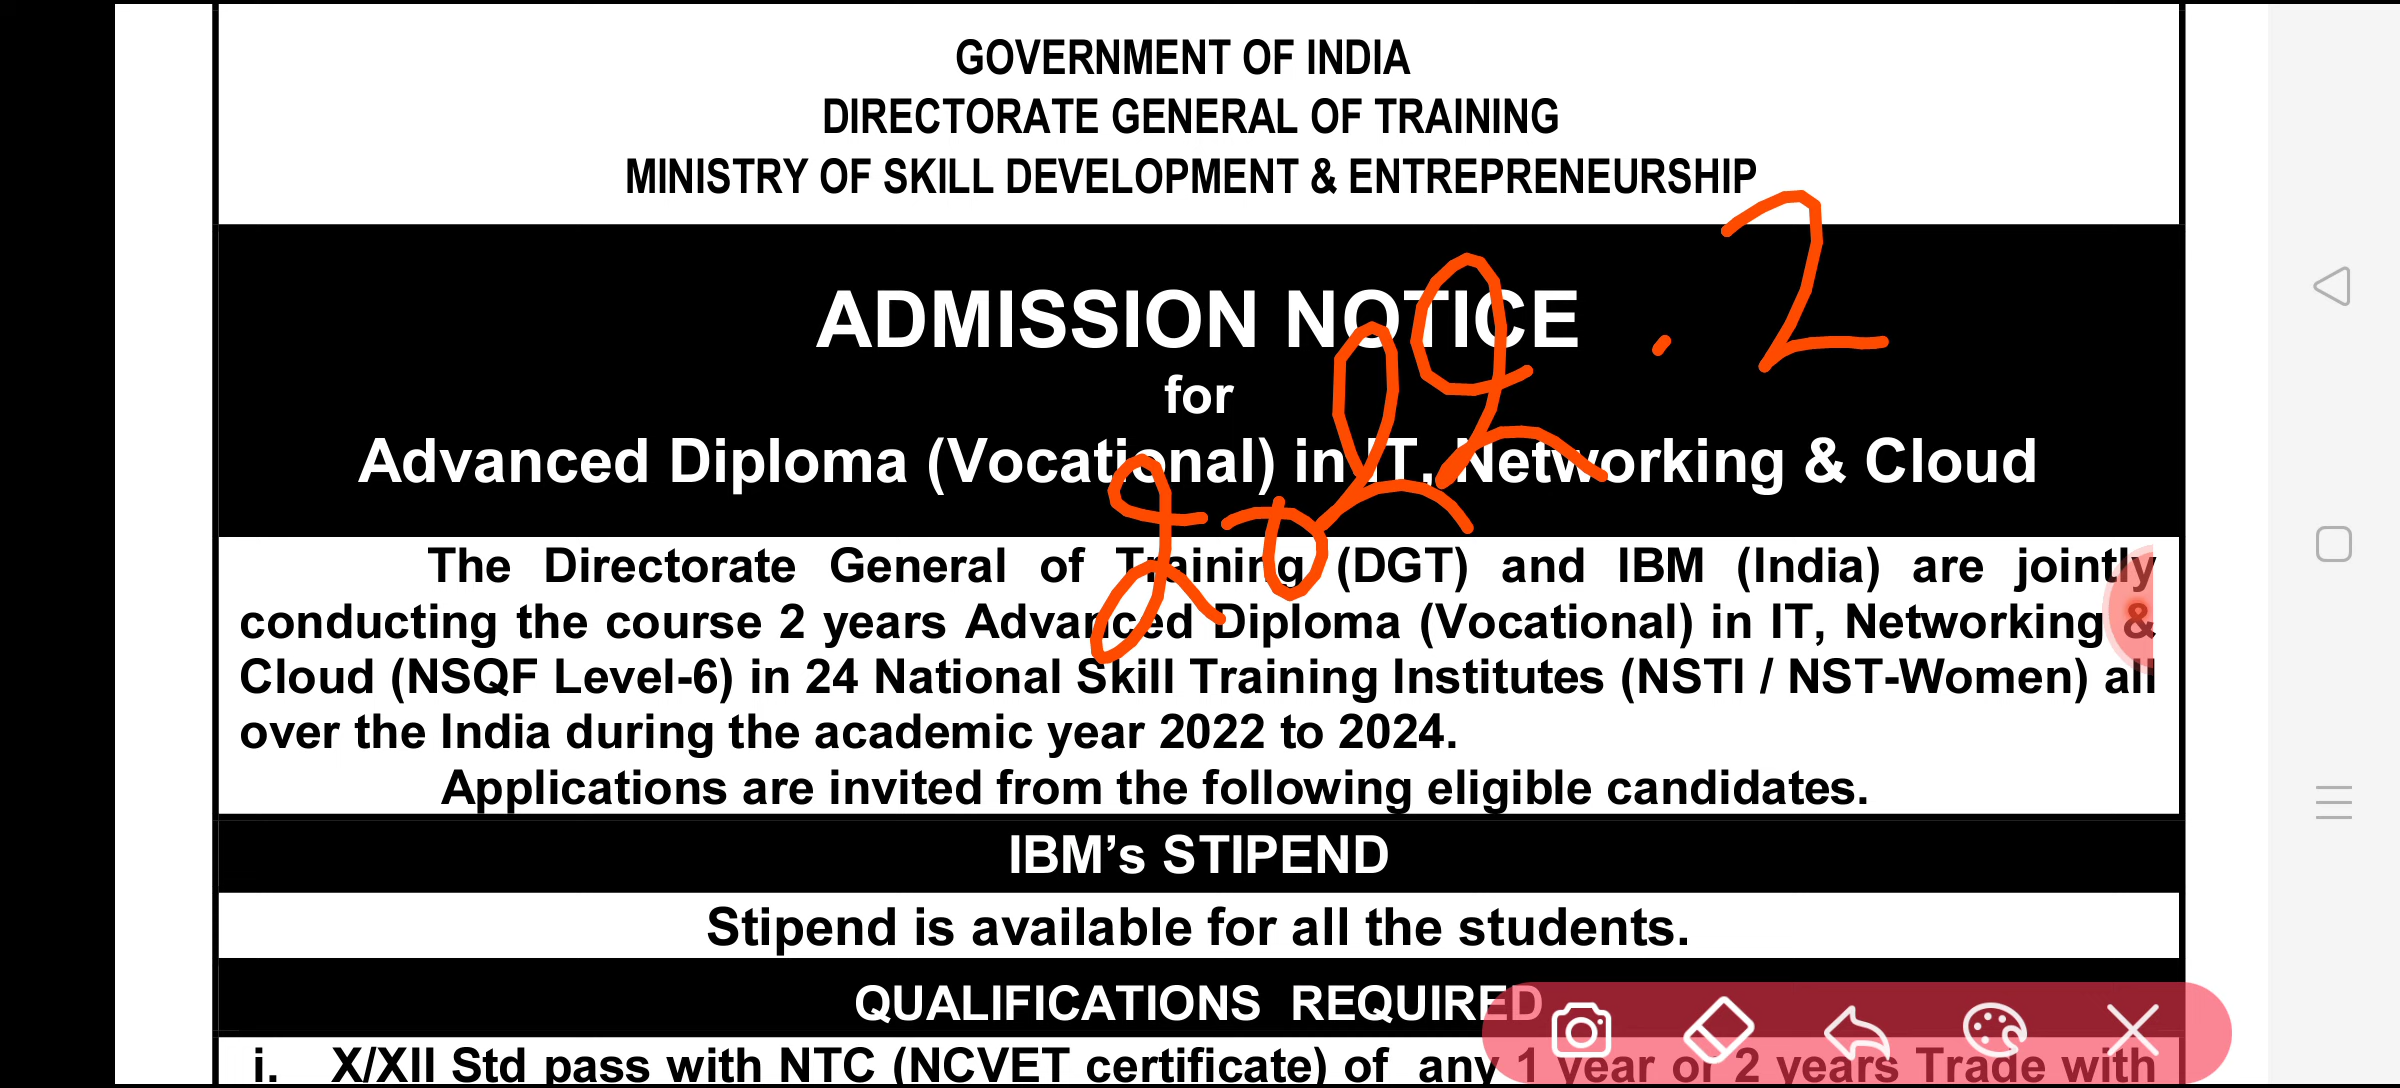 GOVERNMENT OF INDIA
DIRECTORATE GENERAL OF TRAINING
MINISTRY OF SKILL DEVELOPMENT & ENTREPRENEURSHIP
ADMISSION NOTICE
for
Advanced Diploma (Vocational) in IT, Networking & Cloud
The Directorate General of Training (DGT) and IBM (India) are jointly
conducting the course 2 years Advanced Diploma (Vocational) in IT, Networking &
Cloud (NSQF Level-6) in 24 National Skill Training Institutes (NSTI / NST-Women) all
over the India during the academic year 2022 to 2024.
Applications are invited from the following eligible candidates.
IBM’s STIPEND
Stipend is available for all the students.
QUALIFICATIONS REQUIRED
i. X/XII Std pass with NTC (NCVET certificate) of any 1 year or 2 years Trade with